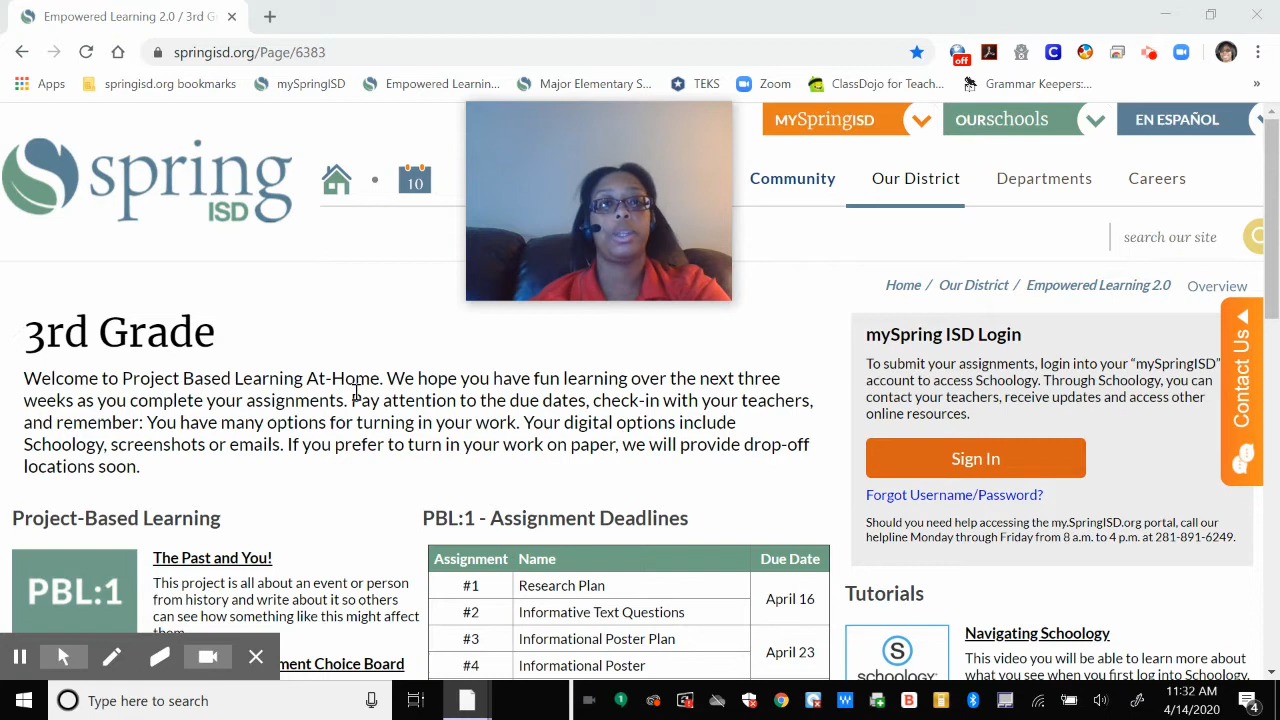 Empowered Learning 2.0 / 3rd G
springisd.org/Page/6383
off
Apps springisd.org bookmarks mySpringISD Empowered Learnin... Major Elementary S... TEKS Zoom ClassDojo for Teach... Grammar Keepers:...
MYSpringISD OURschools EN ESPAÑOL
spring
ISD
10
Community Our District Departments Careers
search our site
Home / Our District / Empowered Learning 2.0 Overview
3rd Grade
Welcome to Project Based Learning At-Home. We hope you have fun learning over the next three
weeks as you complete your assignments. Pay attention to the due dates, check-in with your teachers,
and remember: You have many options for turning in your work. Your digital options include
Schoology, screenshots or emails. If you prefer to turn in your work on paper, we will provide drop-off
locations soon.
mySpring ISD Login
To submit your assignments, login into your “mySpringISD”
account to access Schoology. Through Schoology, you can
contact your teachers, receive updates and access other
online resources.
Sign In
Forgot Username/Password?
Should you need help accessing the my.SpringISD.org portal, call our
helpline Monday through Friday from 8 a.m. to 4 p.m. at 281-891-6249.
Contact Us
Project-Based Learning
PBL:1
The Past and You!
This project is all about an event or person
from history and write about it so others
can see how something like this might affect
them.
ment Choice Board
PBL:1 - Assignment Deadlines
Assignment Name Due Date
#1 Research Plan
April 16
#2 Informative Text Questions
#3 Informational Poster Plan
April 23
#4 Informational Poster
Tutorials
S
schoology
Navigating Schoology
This video you will be able to learn more about
what you see when you first log into Schoology.
Type here to search
11:32 AM
4/14/2020
4